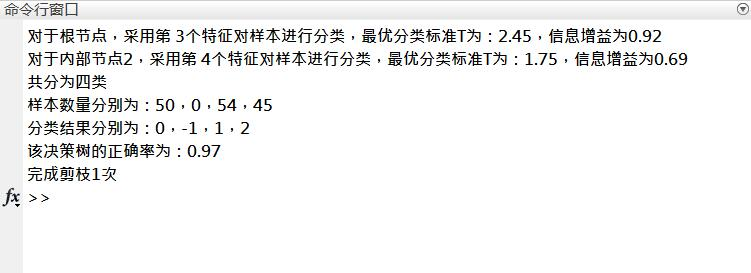 命令行窗口
对于根节点，采用第 3个特征对样本进行分类，最优分类标准T为：2.45，信息增益为0.92
对于内部节点2，采用第 4个特征对样本进行分类，最优分类标准T为：1.75，信息增益为0.69
共分为四类
样本数量分别为：50，0，54，45
分类结果分别为：0，-1，1，2
该决策树的正确率为：0.97
完成剪枝1次
fx >>